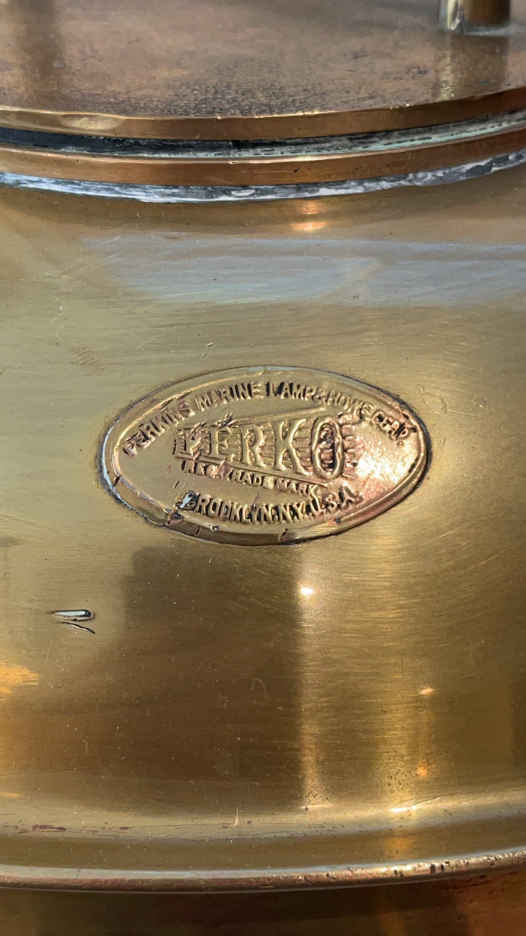 PERKINS MARINE LAMP & HDWE. CORP.
PERKO
REG. TRADE MARK
BROOKLYN, N.Y., U.S.A.